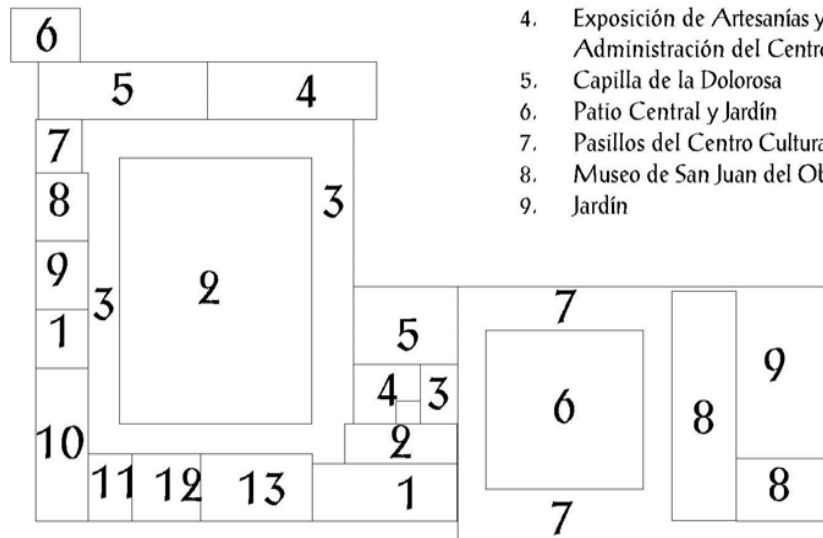 4. Exposición de Artesanías y
Administración del Centro
5. Capilla de la Dolorosa
6. Patio Central y Jardín
7. Pasillos del Centro Cultura
8. Museo de San Juan del Ob
9. Jardín
6
5 4
7
8 3
9 2
3
1
7
5
9
4 3
6
8
10
2
11 12 13
1
8
7